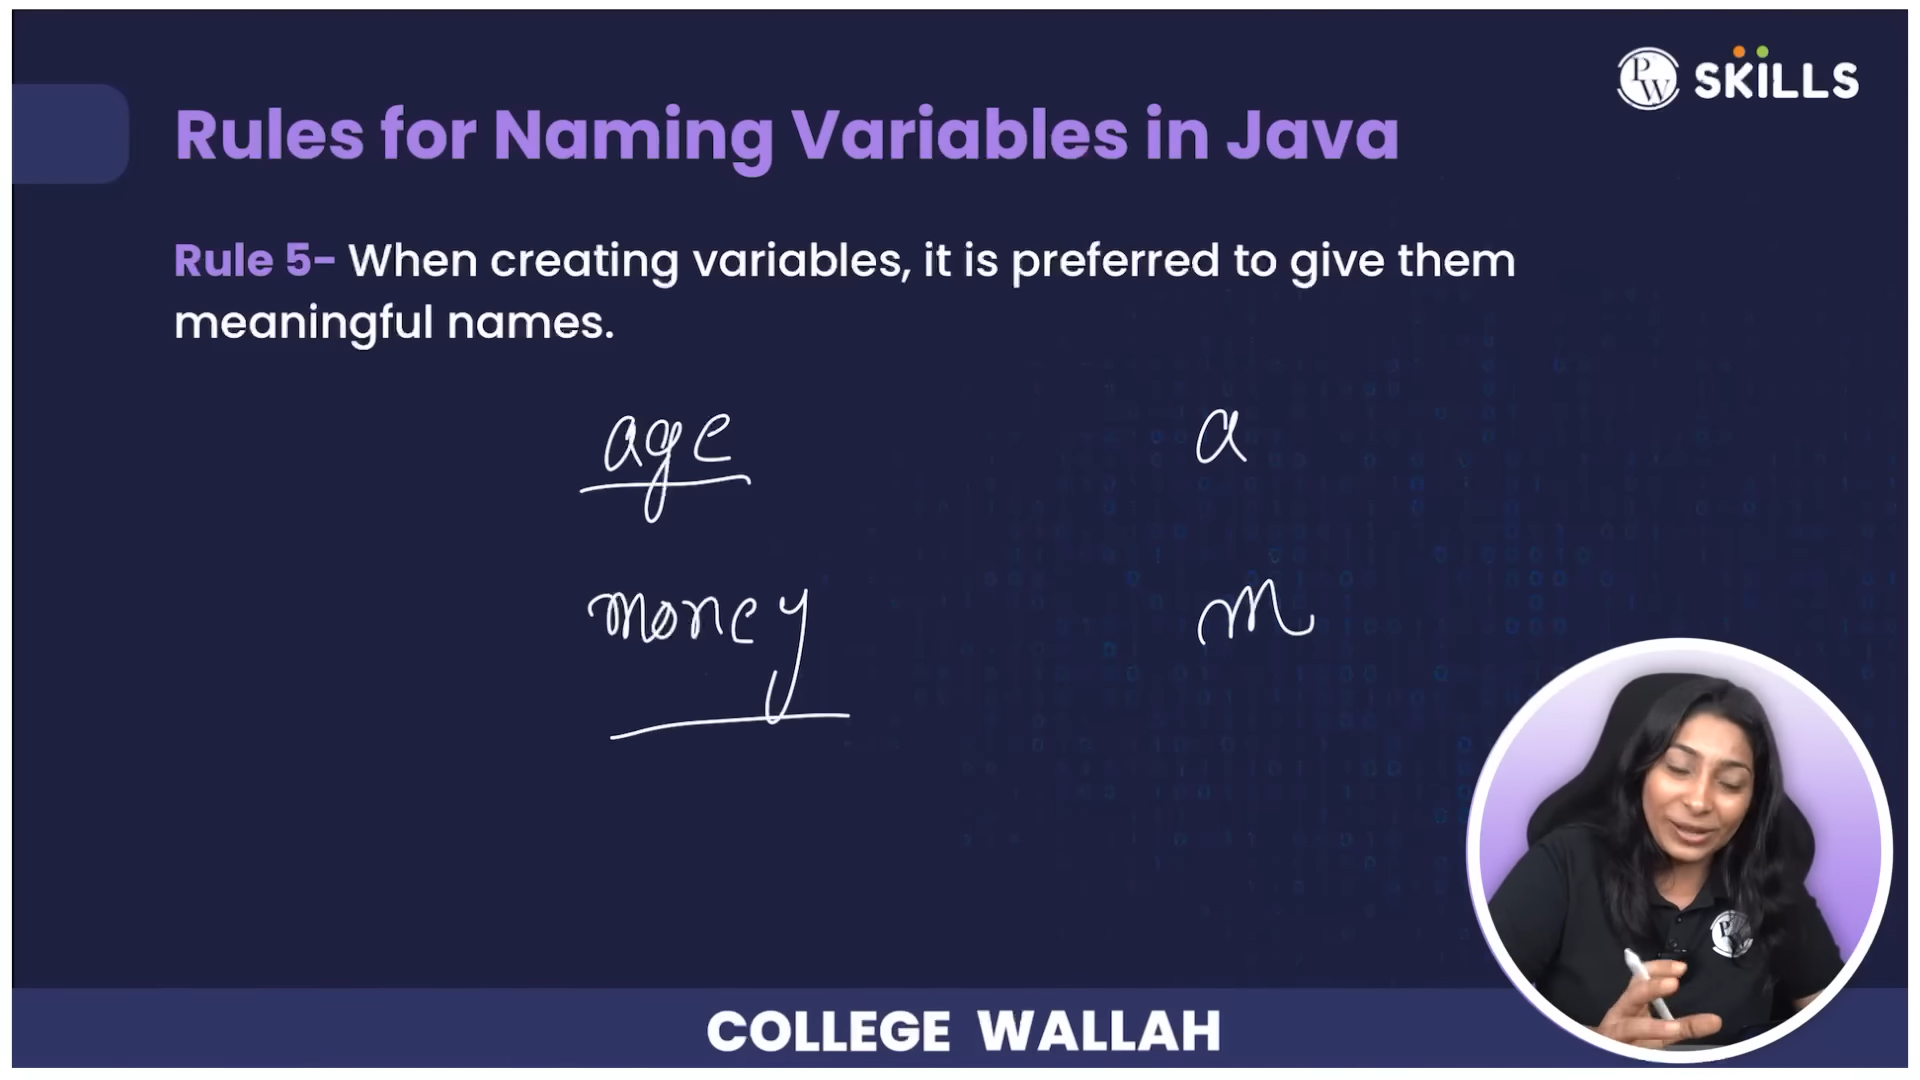 PW SKILLS
Rules for Naming Variables in Java
Rule 5- When creating variables, it is preferred to give them
meaningful names.
age a
money m
COLLEGE WALLAH